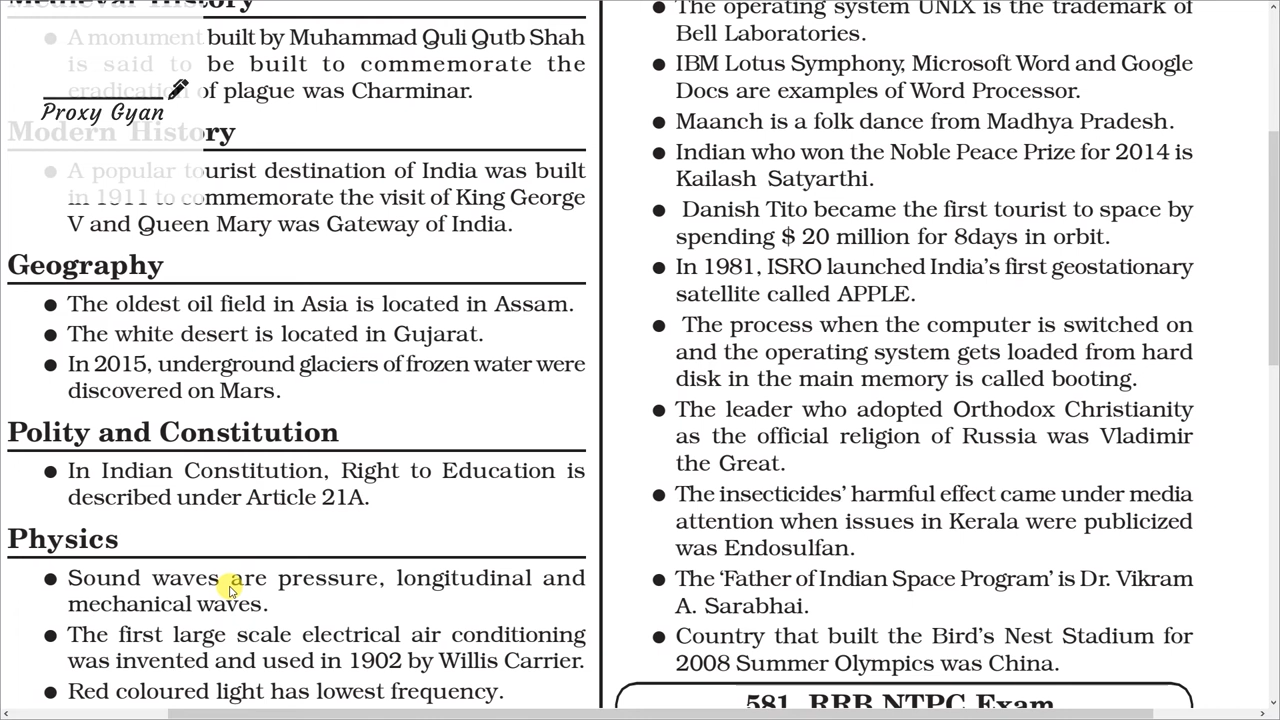 Medieval History
● A monument built by Muhammad Quli Qutb Shah
is said to be built to commemorate the
eradication of plague was Charminar.
Proxy Gyan
Modern History
● A popular tourist destination of India was built
in 1911 to commemorate the visit of King George
V and Queen Mary was Gateway of India.
Geography
● The oldest oil field in Asia is located in Assam.
● The white desert is located in Gujarat.
● In 2015, underground glaciers of frozen water were
discovered on Mars.
Polity and Constitution
● In Indian Constitution, Right to Education is
described under Article 21A.
Physics
● Sound waves are pressure, longitudinal and
mechanical waves.
● The first large scale electrical air conditioning
was invented and used in 1902 by Willis Carrier.
● Red coloured light has lowest frequency.
● The operating system UNIX is the trademark of
Bell Laboratories.
● IBM Lotus Symphony, Microsoft Word and Google
Docs are examples of Word Processor.
● Maanch is a folk dance from Madhya Pradesh.
● Indian who won the Noble Peace Prize for 2014 is
Kailash Satyarthi.
● Danish Tito became the first tourist to space by
spending $ 20 million for 8days in orbit.
● In 1981, ISRO launched India's first geostationary
satellite called APPLE.
● The process when the computer is switched on
and the operating system gets loaded from hard
disk in the main memory is called booting.
● The leader who adopted Orthodox Christianity
as the official religion of Russia was Vladimir
the Great.
● The insecticides' harmful effect came under media
attention when issues in Kerala were publicized
was Endosulfan.
● The 'Father of Indian Space Program' is Dr. Vikram
A. Sarabhai.
● Country that built the Bird's Nest Stadium for
2008 Summer Olympics was China.
581. RRB NTPC Exam